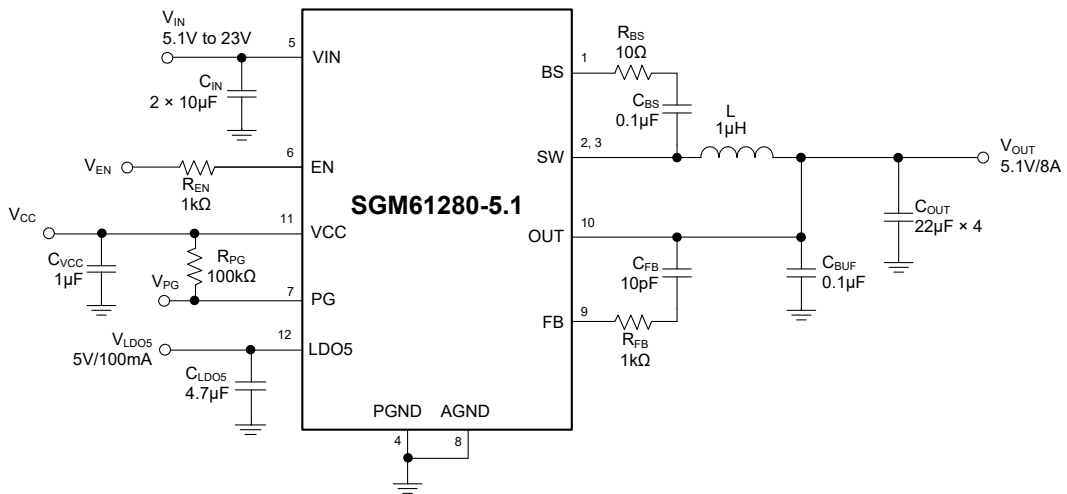 VIN
5.1V to 23V
5
VIN
CIN
2 × 10μF
VEN
REN
1kΩ
6
EN
VCC
11
VCC
CVCC
1μF
RPG
100kΩ
VPG
7
PG
VLDO5
5V/100mA
12
LDO5
CLDO5
4.7μF
SGM61280-5.1
PGND
AGND
4
8
BS
1
RBS
10Ω
CBS
0.1μF
SW
2, 3
L
1μH
VOUT
5.1V/8A
COUT
22μF × 4
OUT
10
CFB
10pF
CBUF
0.1μF
FB
9
RFB
1kΩ